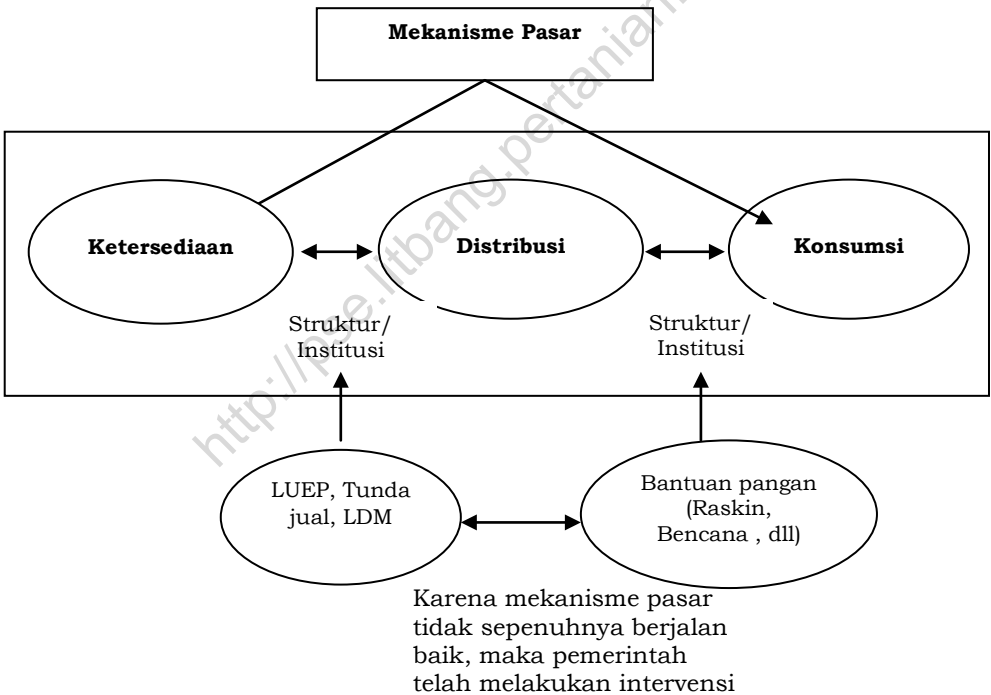 Mekanisme Pasar
Ketersediaan
Distribusi
Konsumsi
Struktur/
Institusi
Struktur/
Institusi
LUEP, Tunda
jual, LDM
Bantuan pangan
(Raskin,
Bencana , dll)
Karena mekanisme pasar
tidak sepenuhnya berjalan
baik, maka pemerintah
telah melakukan intervensi
http://pse.litbang.pertanian